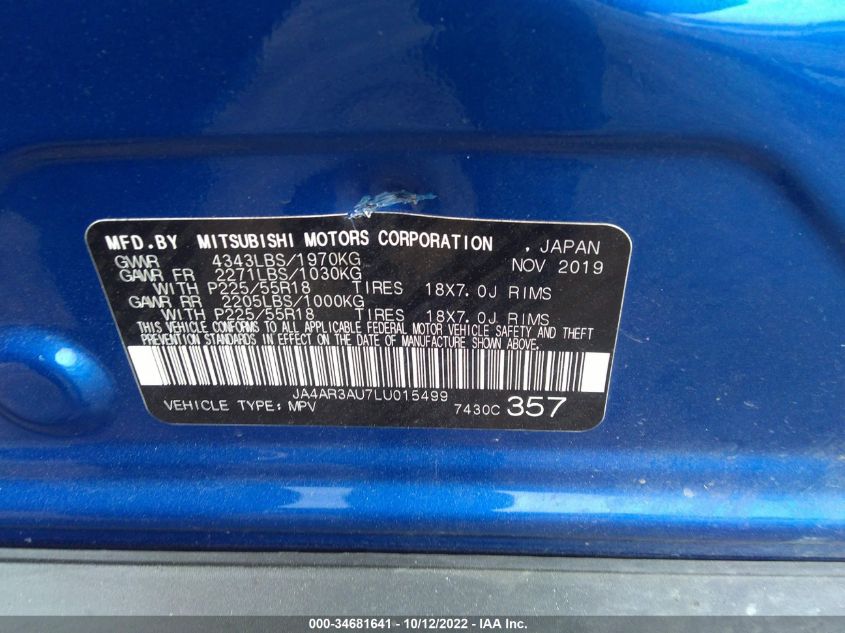 MFD.BY MITSUBISHI MOTORS CORPORATION , JAPAN
GVWR 4343LBS/1970KG NOV 2019
GAWR FR 2271LBS/1030KG
WITH P225/55R18 TIRES 18X7.0J RIMS
GAWR RR 2205LBS/1000KG
WITH P225/55R18 TIRES 18X7.0J RIMS
THIS VEHICLE CONFORMS TO ALL APPLICABLE FEDERAL MOTOR VEHICLE SAFETY AND THEFT
PREVENTION STANDARDS IN EFFECT ON THE DATE OF MANUFACTURE SHOWN ABOVE.
JA4AR3AU7LU015499
VEHICLE TYPE: MPV 7430C 357
000-34681641 - 10/12/2022 - IAA Inc.